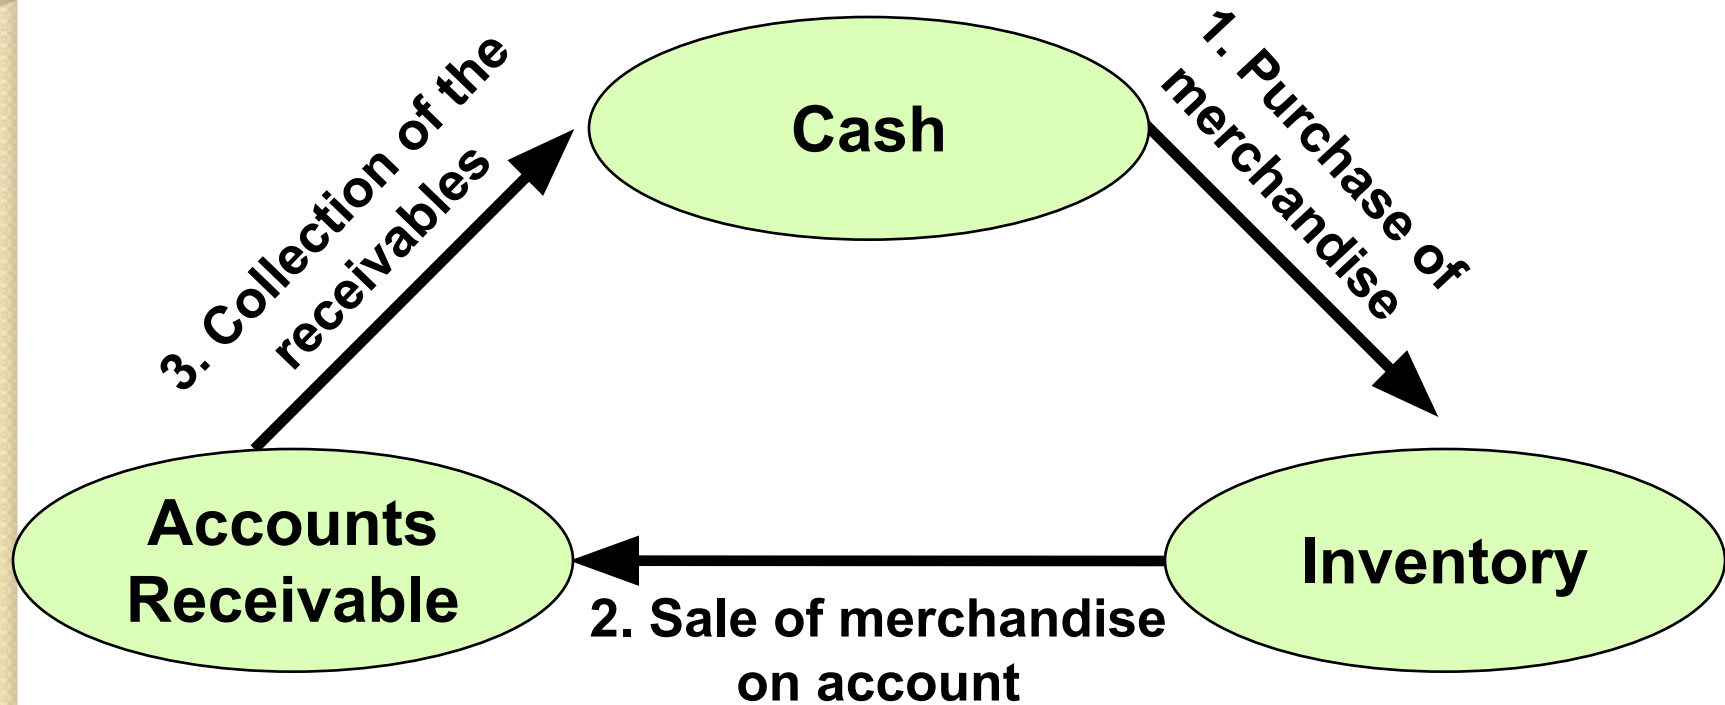 Cash
1. Purchase of
merchandise
Inventory
2. Sale of merchandise
on account
Accounts
Receivable
3. Collection of the
receivables